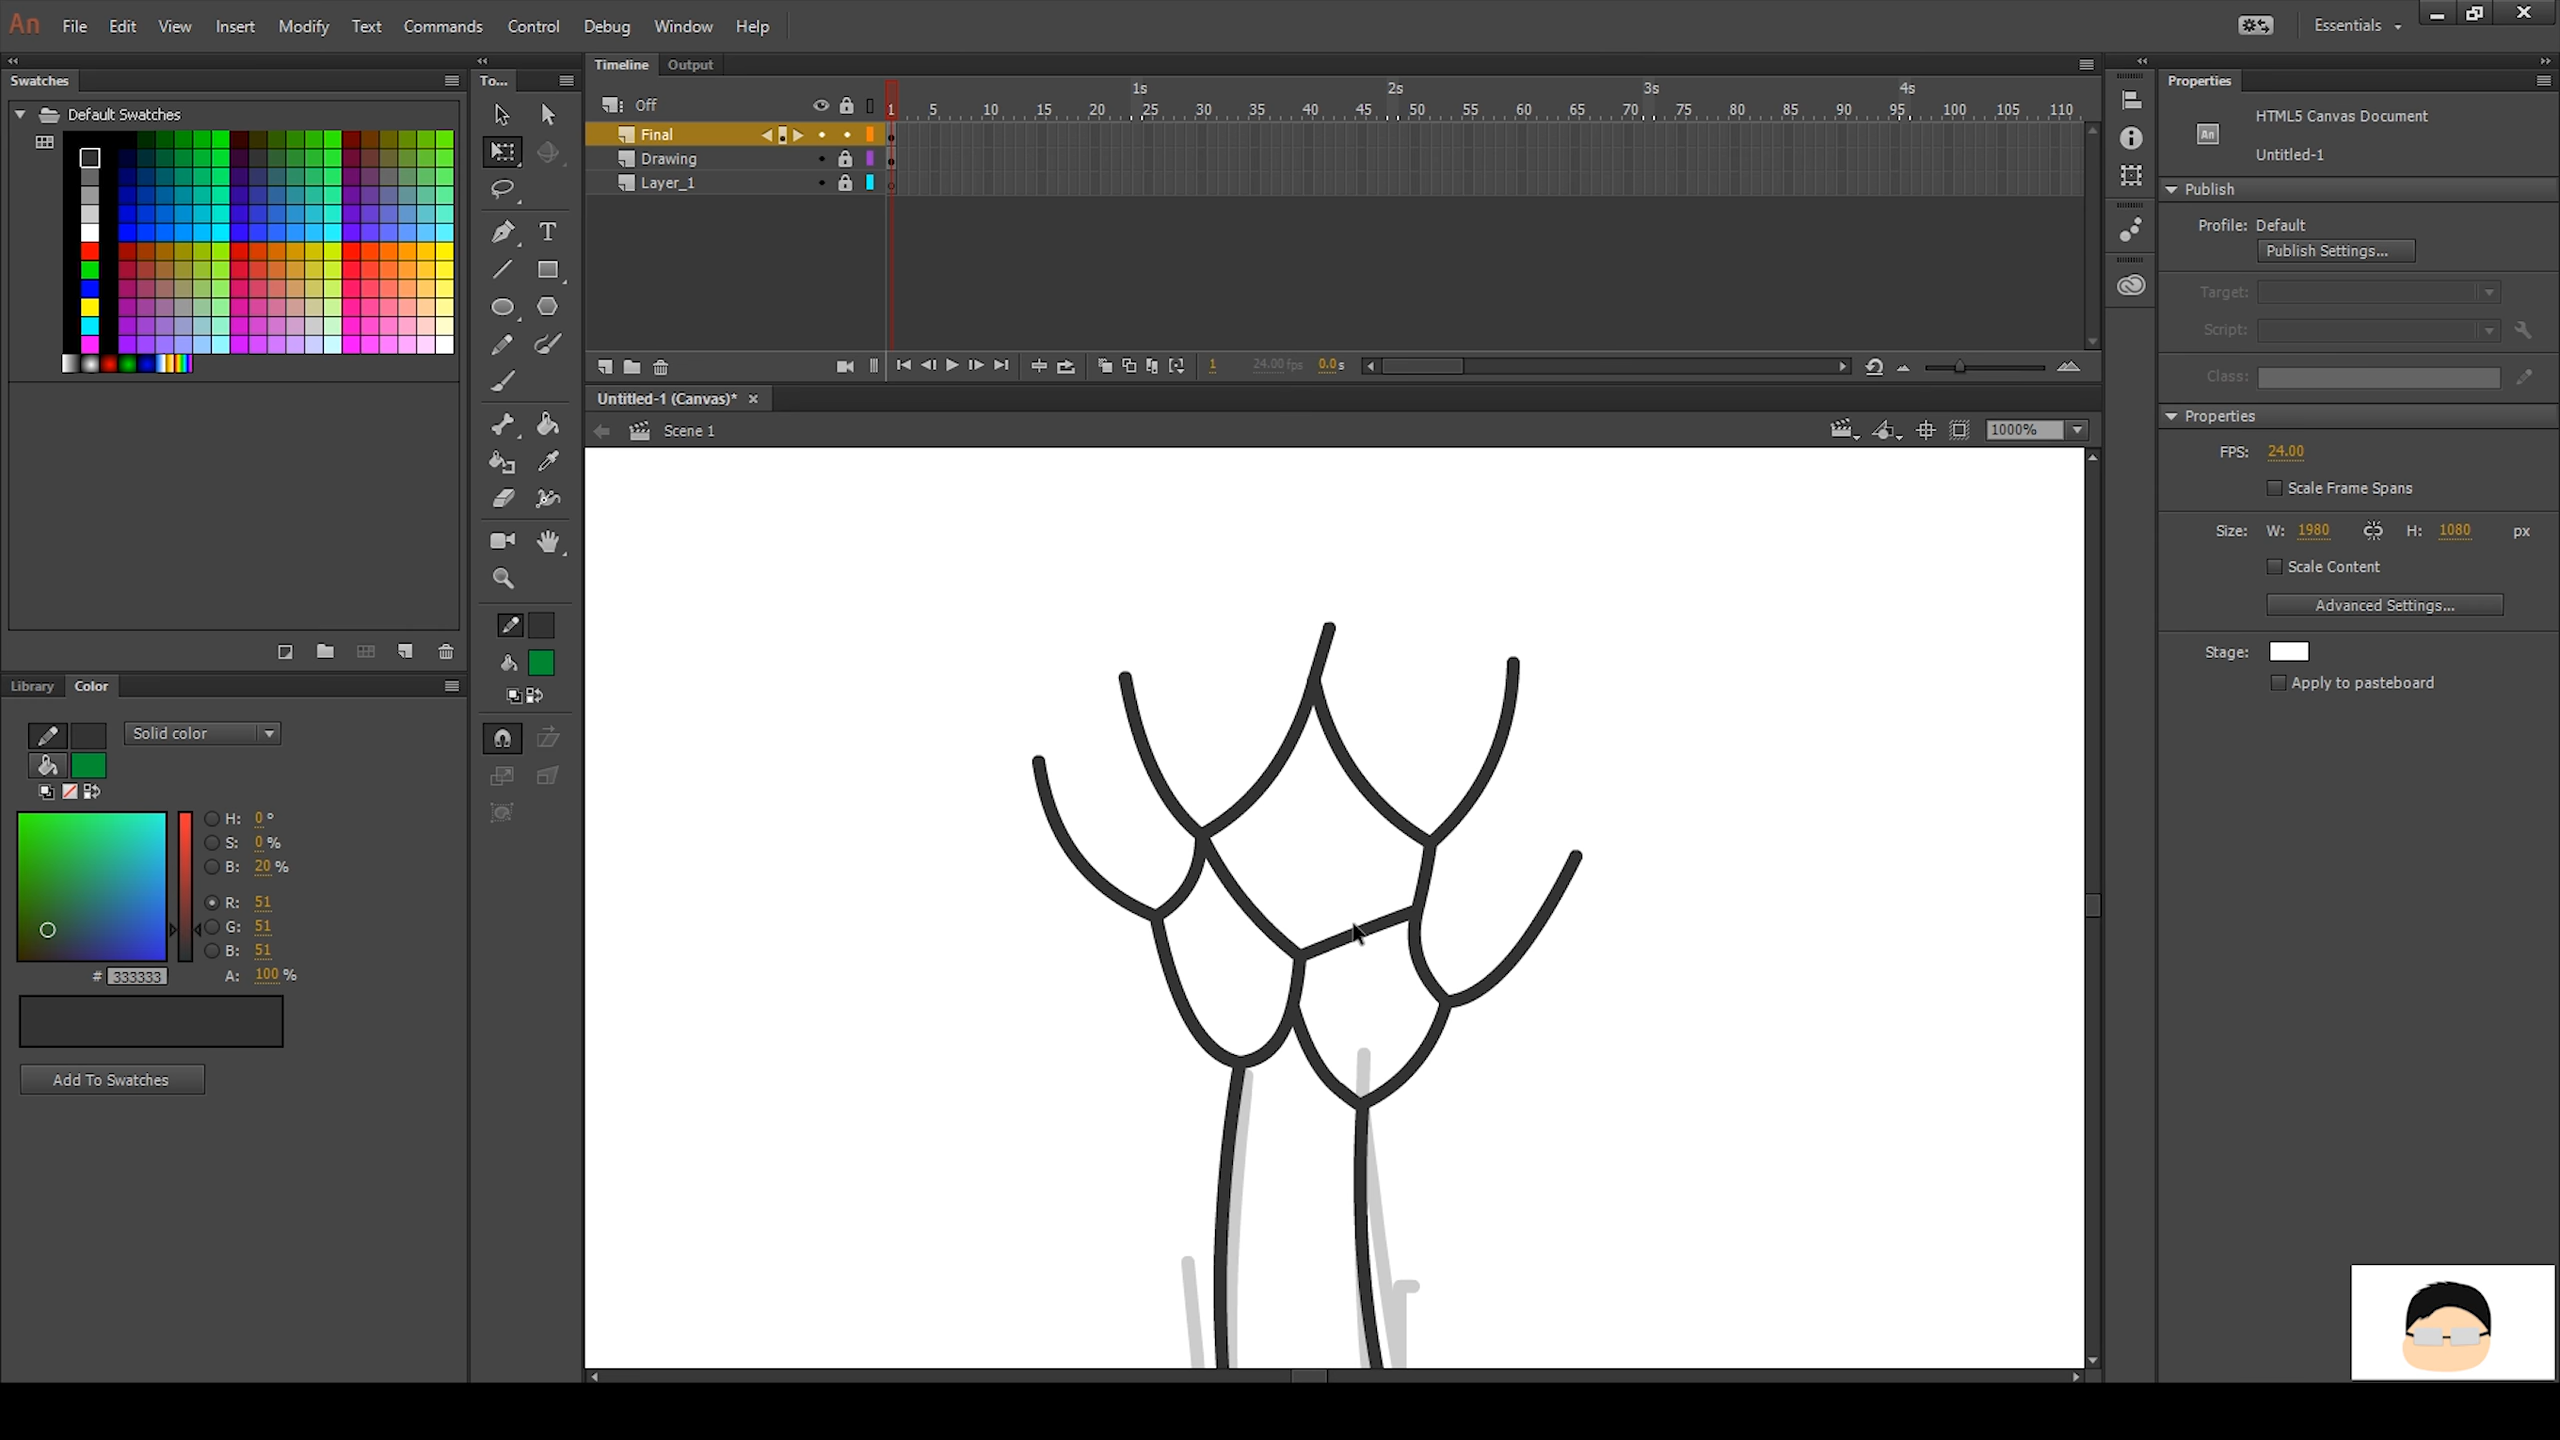 An File Edit View Insert Modify Text Commands Control Debug Window Help Essentials
Swatches To... Timeline Output Properties
Default Swatches
Off
1s 2s 3s 4s
1 5 10 15 20 25 30 35 40 45 50 55 60 65 70 75 80 85 90 95 100 105 110
Final
Drawing
Layer_1
1 24.00 fps 0.0 s
Untitled-1 (Canvas)*
Scene 1
1000%
Library Color
Solid color
H: 0 °
S: 0 %
B: 20 %
R: 51
G: 51
B: 51
# 333333 A: 100 %
Add To Swatches
T
An
HTML5 Canvas Document
Untitled-1
Publish
Profile: Default
Publish Settings...
Target:
Script:
Class:
Properties
FPS: 24.00
Scale Frame Spans
Size: W: 1980 H: 1080 px
Scale Content
Advanced Settings...
Stage:
Apply to pasteboard